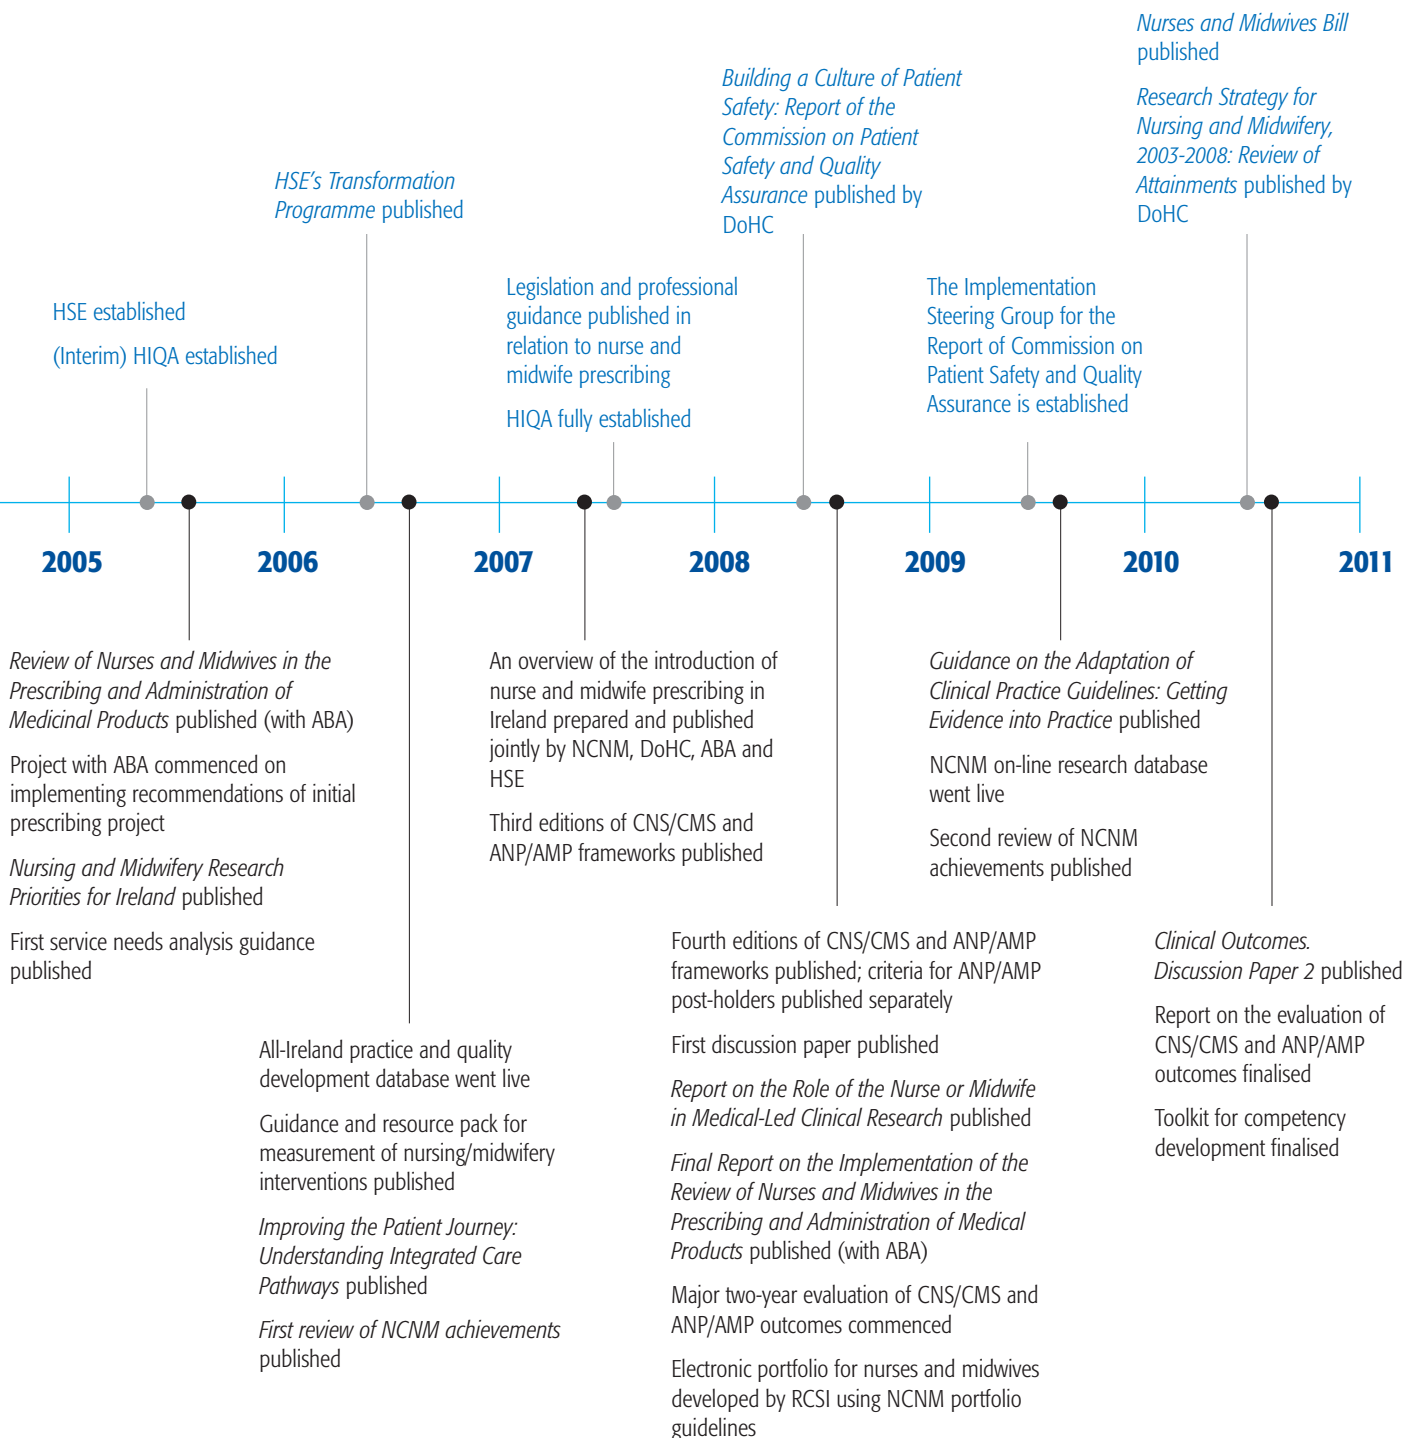 HSE established
(Interim) HIQA established
HSE's Transformation
Programme published
Legislation and professional
guidance published in
relation to nurse and
midwife prescribing
HIQA fully established
Building a Culture of Patient
Safety: Report of the
Commission on Patient
Safety and Quality
Assurance published by
DoHC
The Implementation
Steering Group for the
Report of Commission on
Patient Safety and Quality
Assurance is established
Nurses and Midwives Bill
published
Research Strategy for
Nursing and Midwifery,
2003-2008: Review of
Attainments published by
DoHC
2005
2006
2007
2008
2009
2010
2011
Review of Nurses and Midwives in the
Prescribing and Administration of
Medicinal Products published (with ABA)
Project with ABA commenced on
implementing recommendations of initial
prescribing project
Nursing and Midwifery Research
Priorities for Ireland published
First service needs analysis guidance
published
All-Ireland practice and quality
development database went live
Guidance and resource pack for
measurement of nursing/midwifery
interventions published
Improving the Patient Journey:
Understanding Integrated Care
Pathways published
First review of NCNM achievements
published
An overview of the introduction of
nurse and midwife prescribing in
Ireland prepared and published
jointly by NCNM, DoHC, ABA and
HSE
Third editions of CNS/CMS and
ANP/AMP frameworks published
Fourth editions of CNS/CMS and ANP/AMP
frameworks published; criteria for ANP/AMP
post-holders published separately
First discussion paper published
Report on the Role of the Nurse or Midwife
in Medical-Led Clinical Research published
Final Report on the Implementation of the
Review of Nurses and Midwives in the
Prescribing and Administration of Medical
Products published (with ABA)
Major two-year evaluation of CNS/CMS and
ANP/AMP outcomes commenced
Electronic portfolio for nurses and midwives
developed by RCSI using NCNM portfolio
guidelines
Guidance on the Adaptation of
Clinical Practice Guidelines: Getting
Evidence into Practice published
NCNM on-line research database
went live
Second review of NCNM
achievements published
Clinical Outcomes.
Discussion Paper 2 published
Report on the evaluation of
CNS/CMS and ANP/AMP
outcomes finalised
Toolkit for competency
development finalised